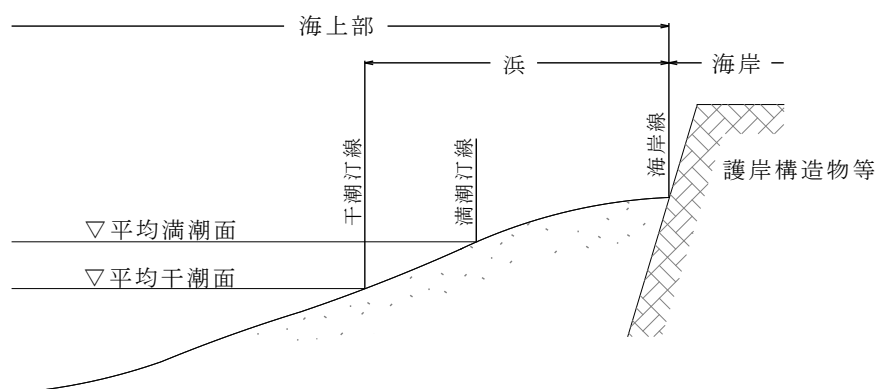 海上部
浜
海岸
干潮汀線
満潮汀線
海岸線
護岸構造物等
▽平均満潮面
▽平均干潮面